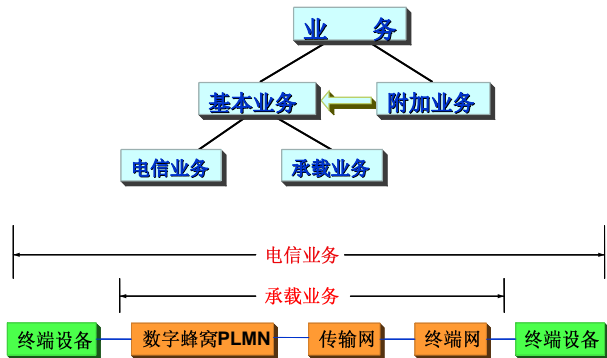 业 务
基本业务 附加业务
电信业务 承载业务
电信业务
承载业务
终端设备 数字蜂窝PLMN 传输网 终端网 终端设备